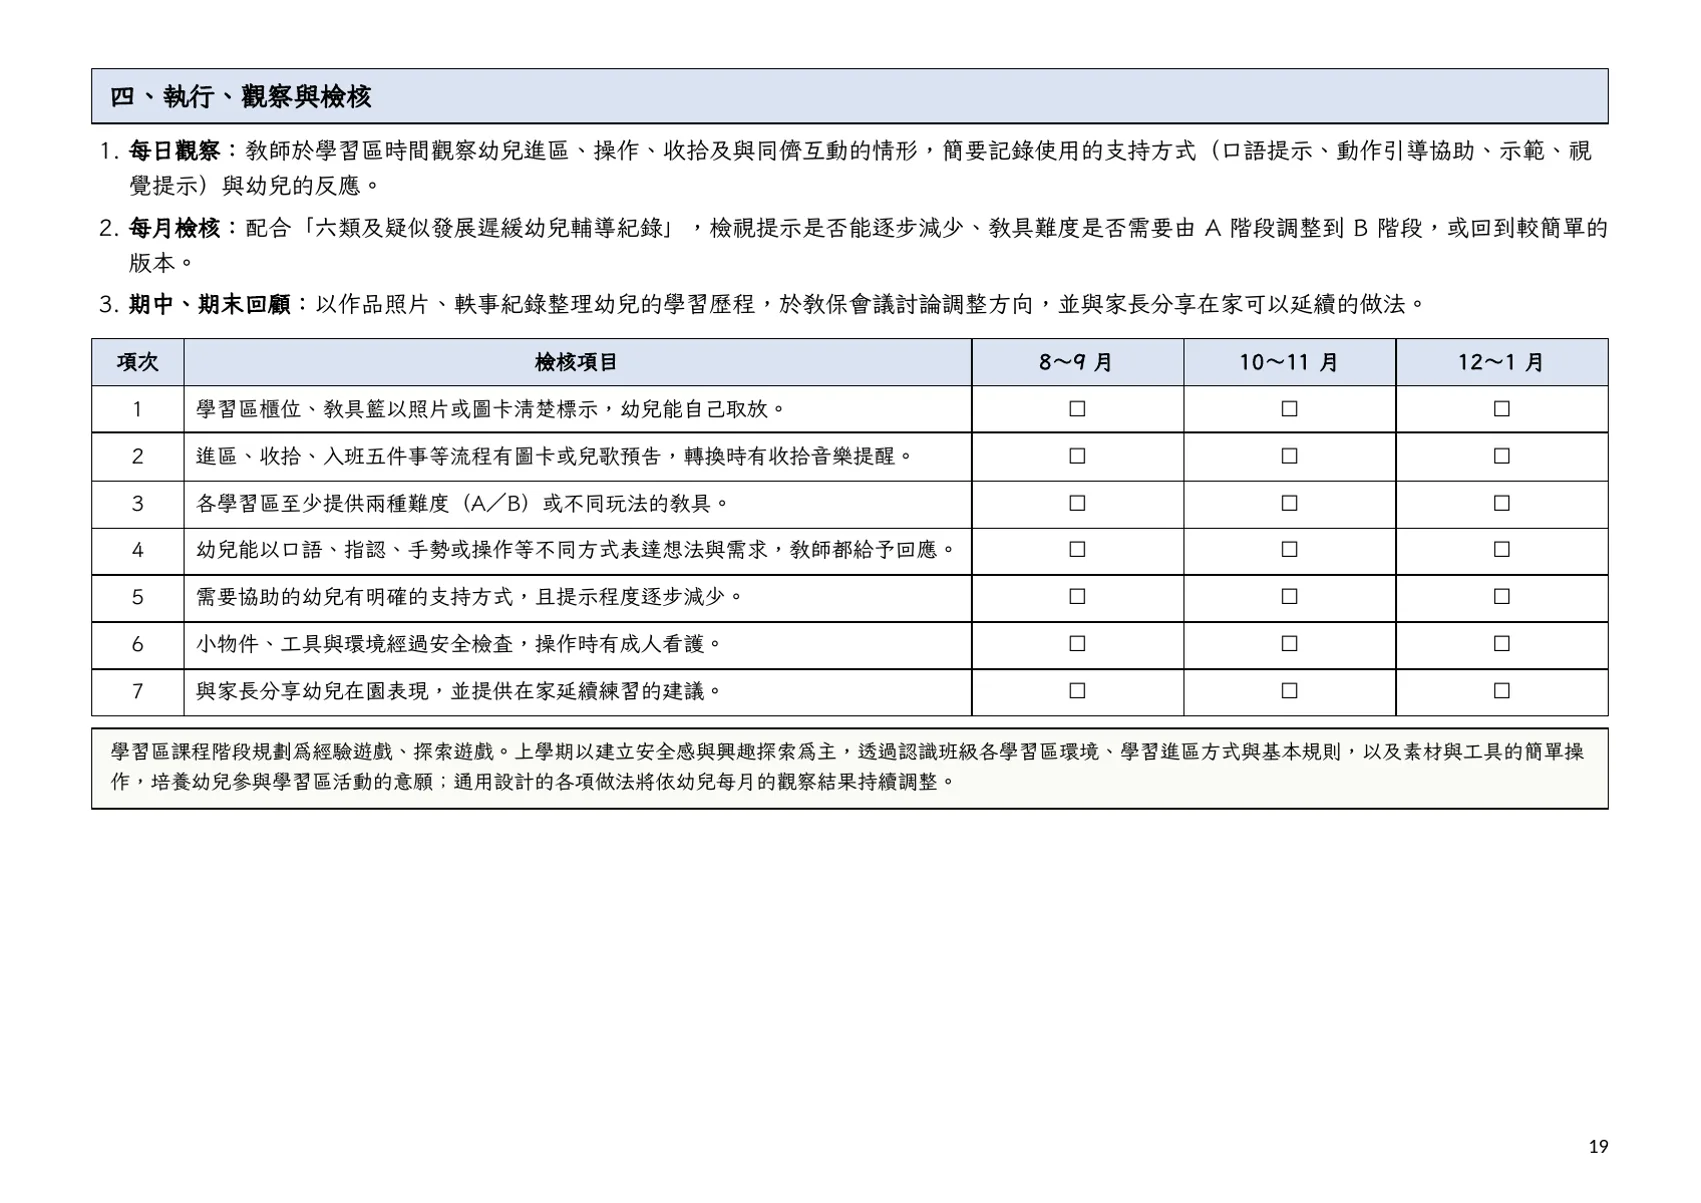 四、執行、觀察與檢核
1. 每日觀察：教師於學習區時間觀察幼兒進區、操作、收拾及與同儕互動的情形，簡要記錄使用的支持方式（口語提示、動作引導協助、示範、視
覺提示）與幼兒的反應。
2. 每月檢核：配合「六類及疑似發展遲緩幼兒輔導紀錄」，檢視提示是否能逐步減少、教具難度是否需要由 A 階段調整到 B 階段，或回到較簡單的
版本。
3. 期中、期末回顧：以作品照片、軼事紀錄整理幼兒的學習歷程，於教保會議討論調整方向，並與家長分享在家可以延續的做法。
項次 檢核項目 8～9 月 10～11 月 12～1 月
1 學習區櫃位、教具籃以照片或圖卡清楚標示，幼兒能自己取放。 □ □ □
2 進區、收拾、入班五件事等流程有圖卡或兒歌預告，轉換時有收拾音樂提醒。 □ □ □
3 各學習區至少提供兩種難度（A／B）或不同玩法的教具。 □ □ □
4 幼兒能以口語、指認、手勢或操作等不同方式表達想法與需求，教師都給予回應。 □ □ □
5 需要協助的幼兒有明確的支持方式，且提示程度逐步減少。 □ □ □
6 小物件、工具與環境經過安全檢查，操作時有成人看護。 □ □ □
7 與家長分享幼兒在園表現，並提供在家延續練習的建議。 □ □ □
學習區課程階段規劃為經驗遊戲、探索遊戲。上學期以建立安全感與興趣探索為主，透過認識班級各學習區環境、學習進區方式與基本規則，以及素材與工具的簡單操
作，培養幼兒參與學習區活動的意願；通用設計的各項做法將依幼兒每月的觀察結果持續調整。
19